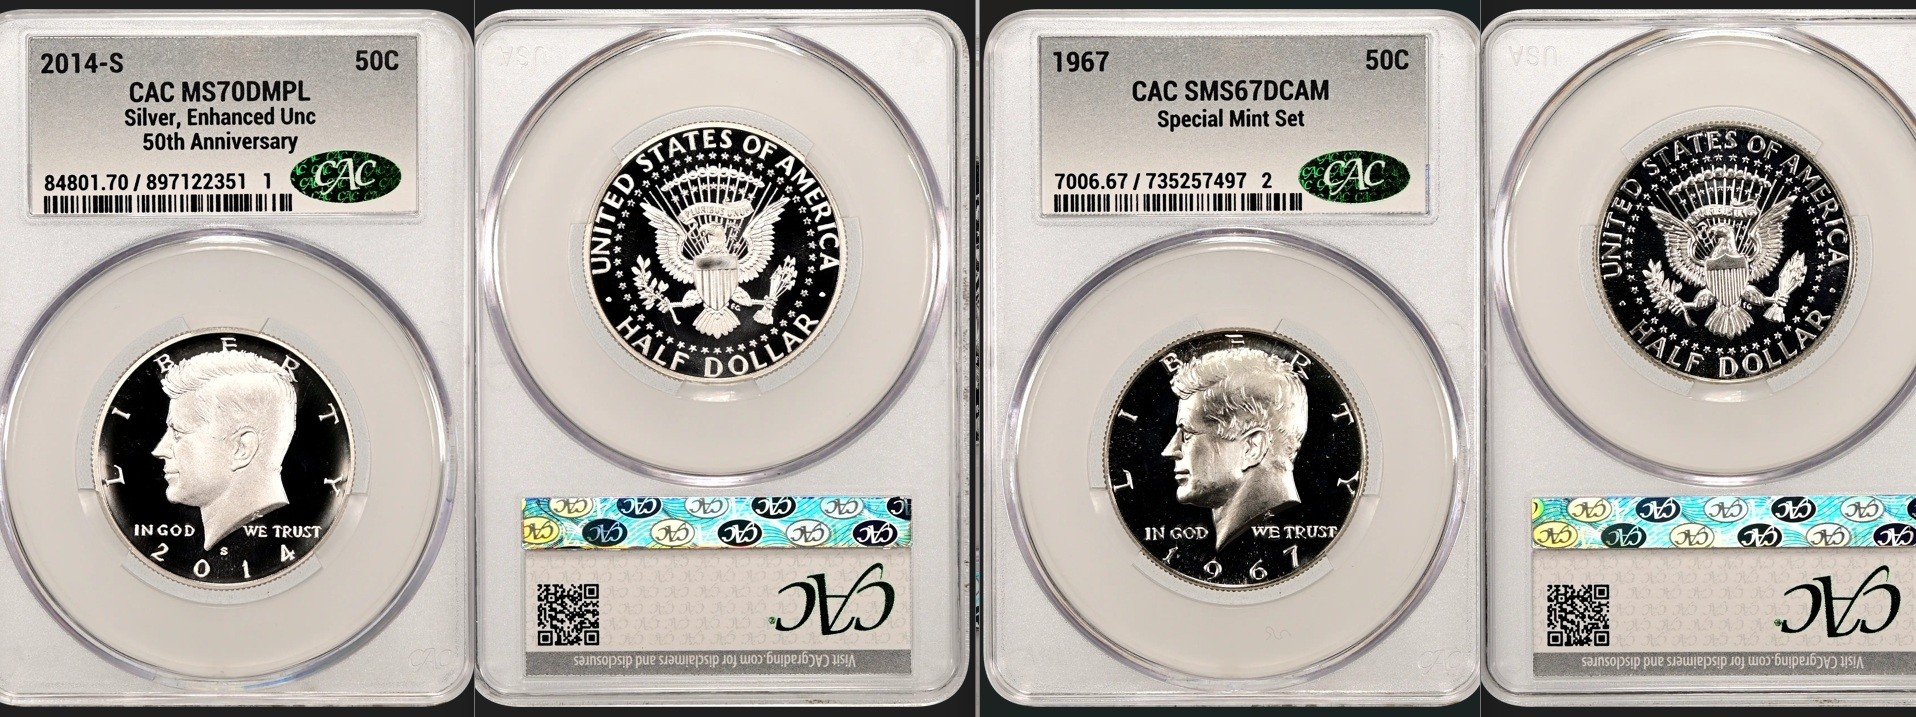 2014-S 50C
CAC MS70DMPL
Silver, Enhanced Unc
50th Anniversary
84801.70 / 897122351 1
CAC
LIBERTY
IN GOD WE TRUST
S
2014
USA
UNITED STATES OF AMERICA
PLURIBUS UNUM
HALF DOLLAR
CAC
Visit CACgrading.com for disclaimers and disclosures
1967 50C
CAC SMS67DCAM
Special Mint Set
7006.67 / 735257497 2
CAC
LIBERTY
IN GOD WE TRUST
1967
USA
UNITED STATES OF AMERICA
HALF DOLLAR
CAC
Visit CACgrading.com for disclaimers and disclosures